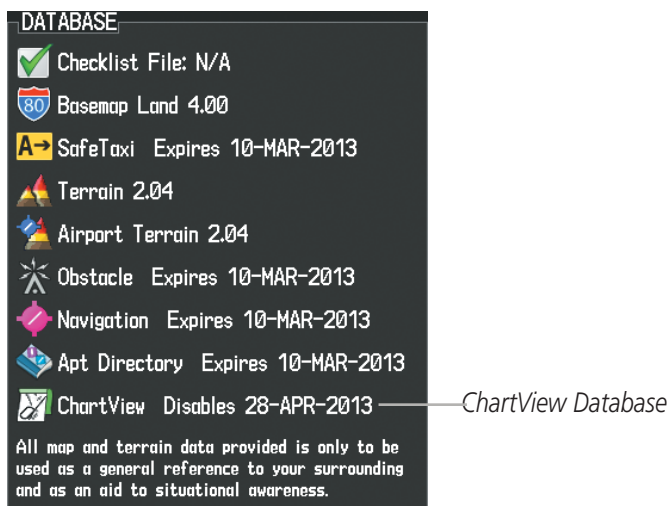 DATABASE
Checklist File: N/A
80 Basemap Land 4.00
A→ SafeTaxi Expires 10-MAR-2013
Terrain 2.04
Airport Terrain 2.04
Obstacle Expires 10-MAR-2013
Navigation Expires 10-MAR-2013
Apt Directory Expires 10-MAR-2013
ChartView Disables 28-APR-2013
ChartView Database
All map and terrain data provided is only to be
used as a general reference to your surrounding
and as an aid to situational awareness.